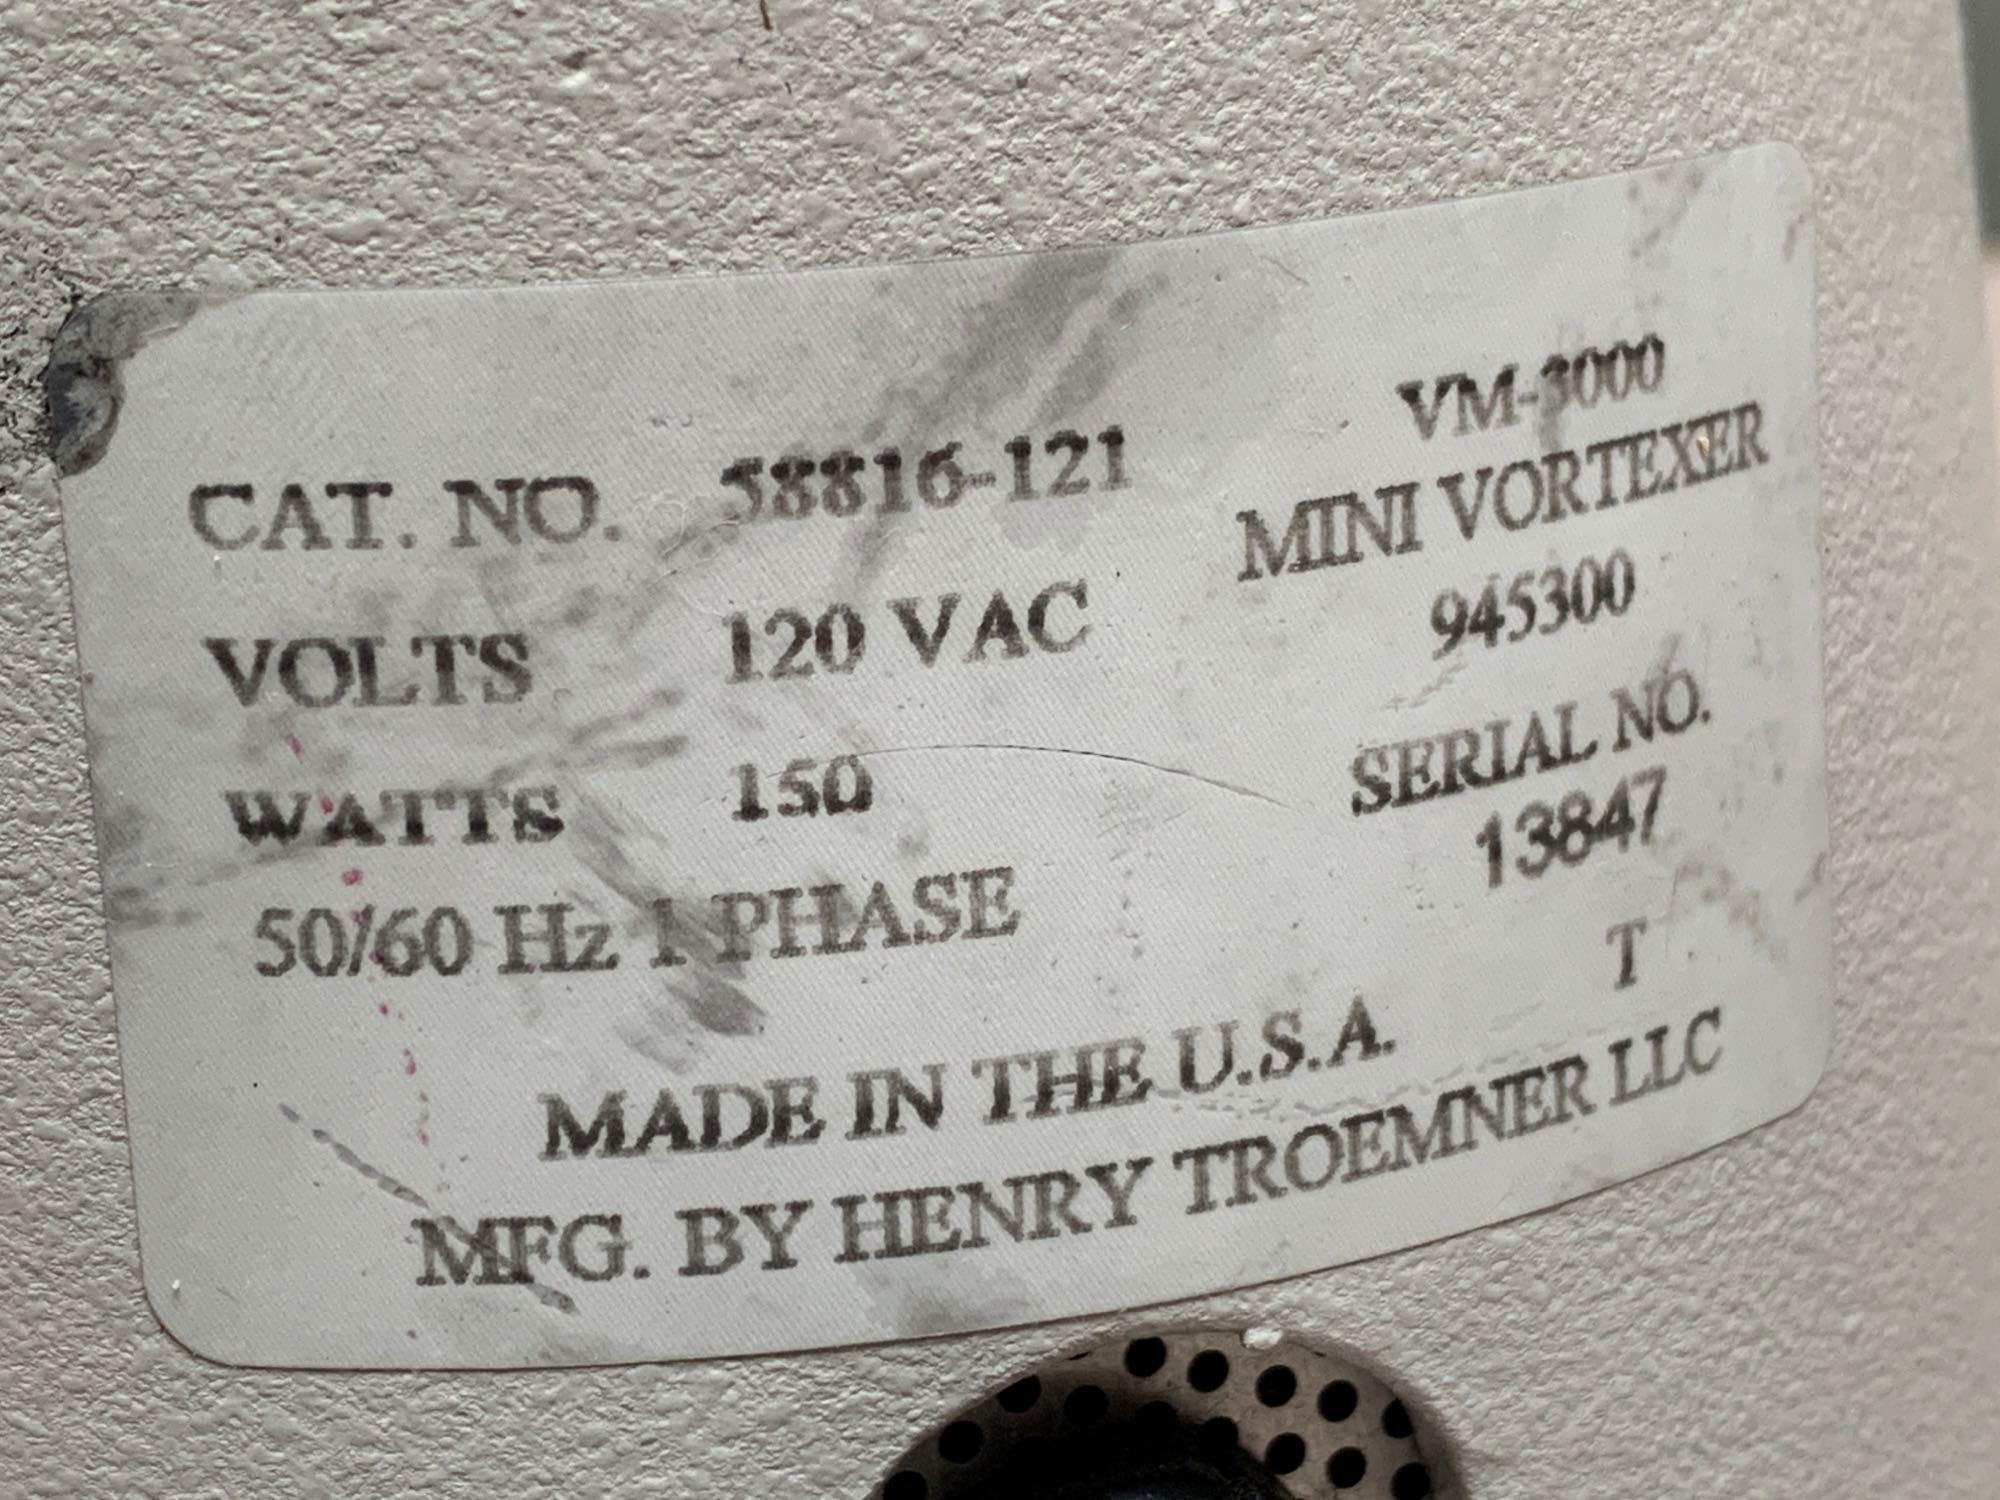 CAT. NO. 58816-121
VOLTS 120 VAC
WATTS 150
50/60 Hz 1 PHASE
VM-3000
MINI VORTEXER
945300
SERIAL NO.
13847
T
MADE IN THE U.S.A.
MFG. BY HENRY TROEMNER LLC